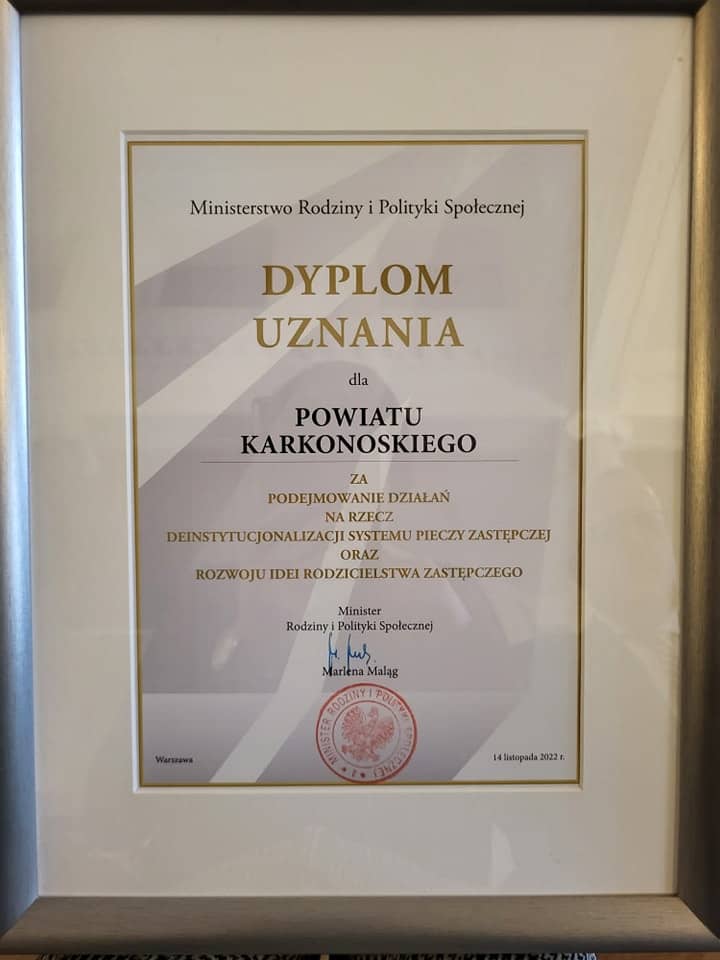 Ministerstwo Rodziny i Polityki Społecznej
DYPLOM
UZNANIA
dla
POWIATU
KARKONOSKIEGO
ZA
PODEJMOWANIE DZIAŁAŃ
NA RZECZ
DEINSTYTUCJONALIZACJI SYSTEMU PIECZY ZASTĘPCZEJ
ORAZ
ROZWOJU IDEI RODZICIELSTWA ZASTĘPCZEGO
Minister
Rodziny i Polityki Społecznej
Marlena Maląg
MINISTER RODZINY I POLITYKI SPOŁECZNEJ
Warszawa
14 listopada 2022 r.